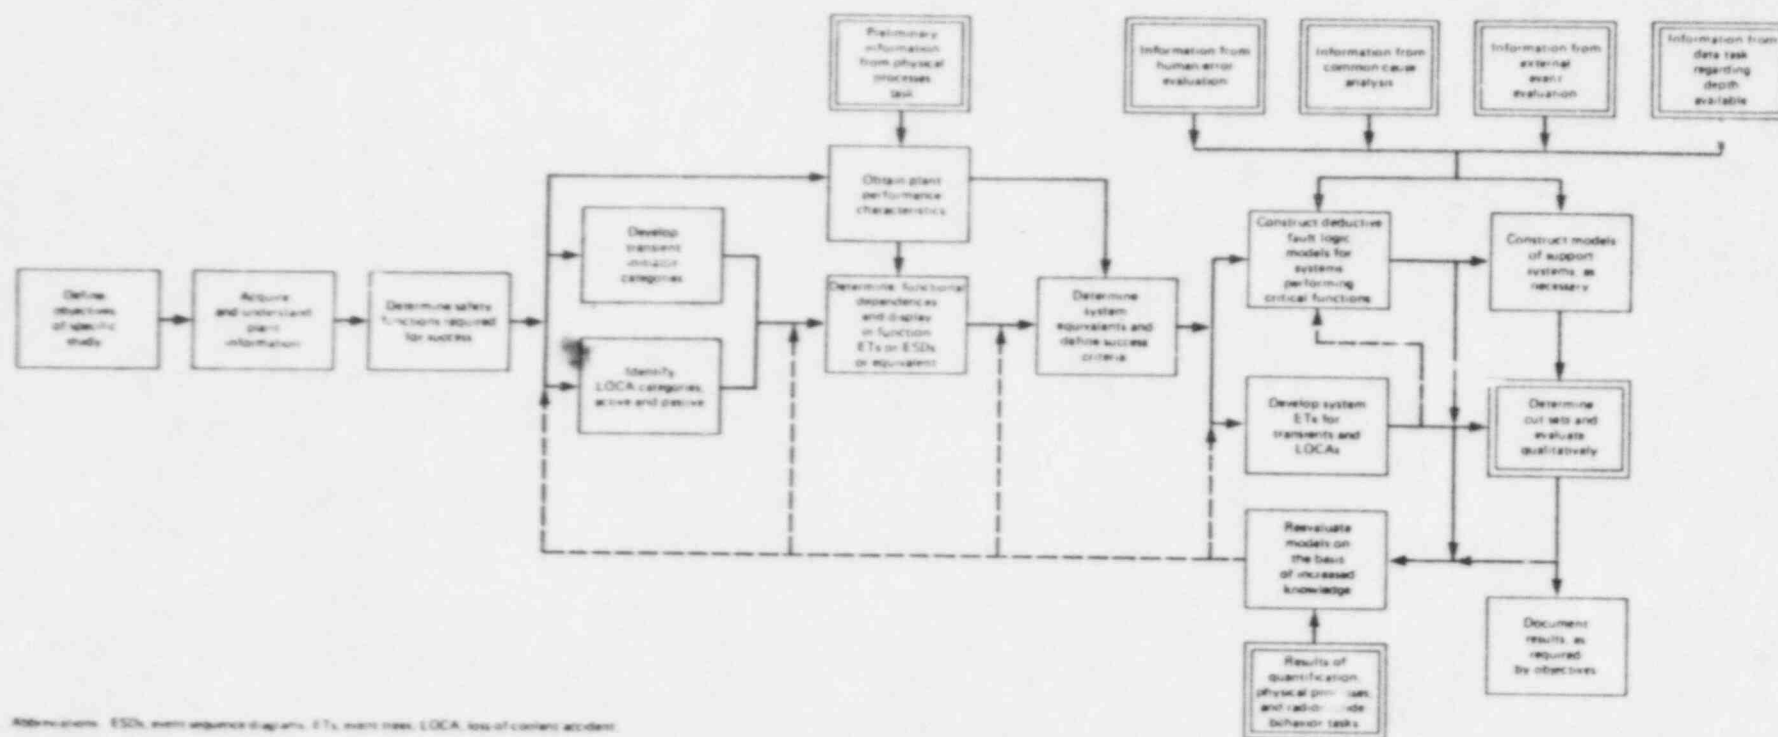 Preliminary
information
from physical
processes
task
Information from
human error
evaluation
Information from
common cause
analysis
Information from
external
event
evaluation
Information from
data task
regarding
depth
available
Obtain plant
performance
characteristics
Develop
transient
initiator
categories
Construct deductive
fault logic
models for
systems
performing
critical functions
Construct models
of support
systems, as
necessary
Define
objectives
of specific
study
Acquire
and understand
plant
information
Determine safety
functions required
for success
Determine functional
dependences
and display
in function
ETs or ESDs
or equivalent
Determine
system
equivalents and
define success
criteria
Identify
LOCA categories,
active and passive
Develop system
ETs for
transients and
LOCAs
Determine
cut sets and
evaluate
qualitatively
Reevaluate
models on
the basis
of increased
knowledge
Document
results, as
required
by objectives
Results of
quantification,
physical
and
behavior tasks
Abbreviations: ESDs, event sequence diagrams; ETs, event trees; LOCA, loss of coolant accident.